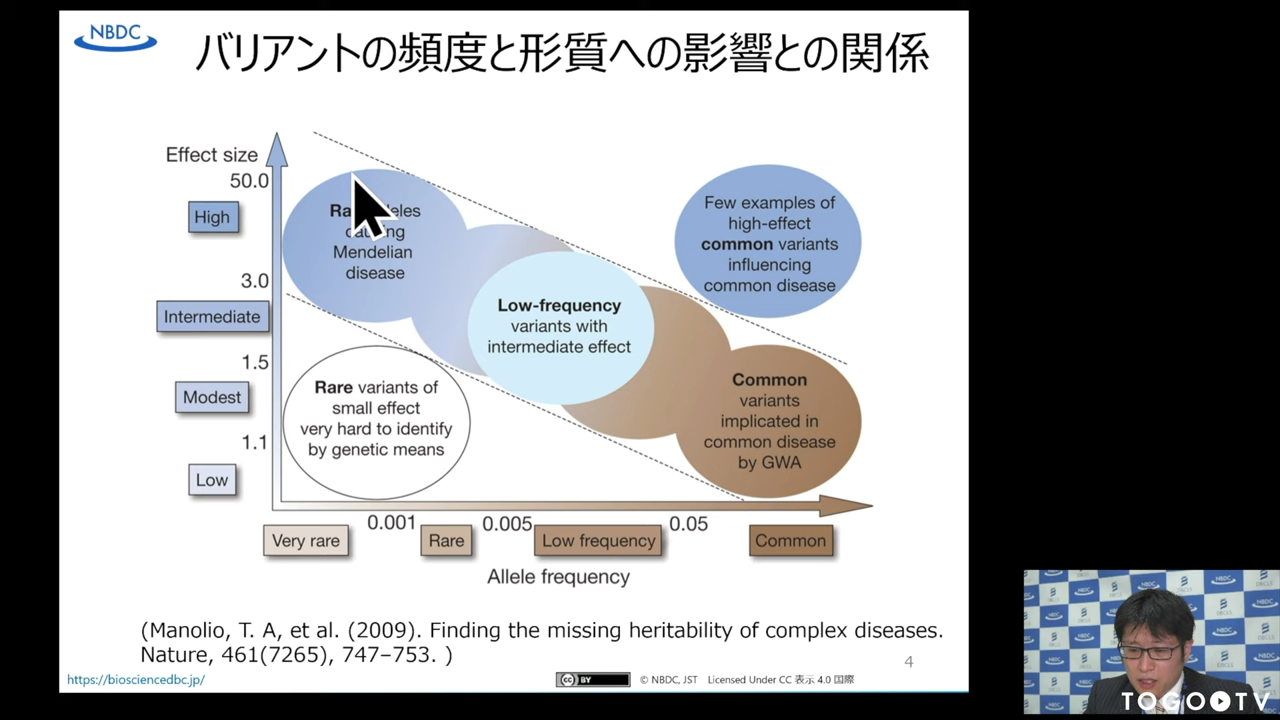 NBDC
バリアントの頻度と形質への影響との関係
Effect size
50.0
High
3.0
Intermediate
1.5
Modest
1.1
Low
causing
Mendelian
disease
Low-frequency
variants with
intermediate effect
Few examples of
high-effect
common variants
influencing
common disease
Rare variants of
small effect
very hard to identify
by genetic means
Common
variants
implicated in
common disease
by GWA
0.001
0.005
0.05
Very rare
Rare
Low frequency
Common
Allele frequency
(Manolio, T. A, et al. (2009). Finding the missing heritability of complex diseases.
Nature, 461(7265), 747–753. )
4
https://biosciencedbc.jp/
cc BY
© NBDC, JST Licensed Under CC 表示 4.0 国際
NBDC
DBCLS
TOGOTV